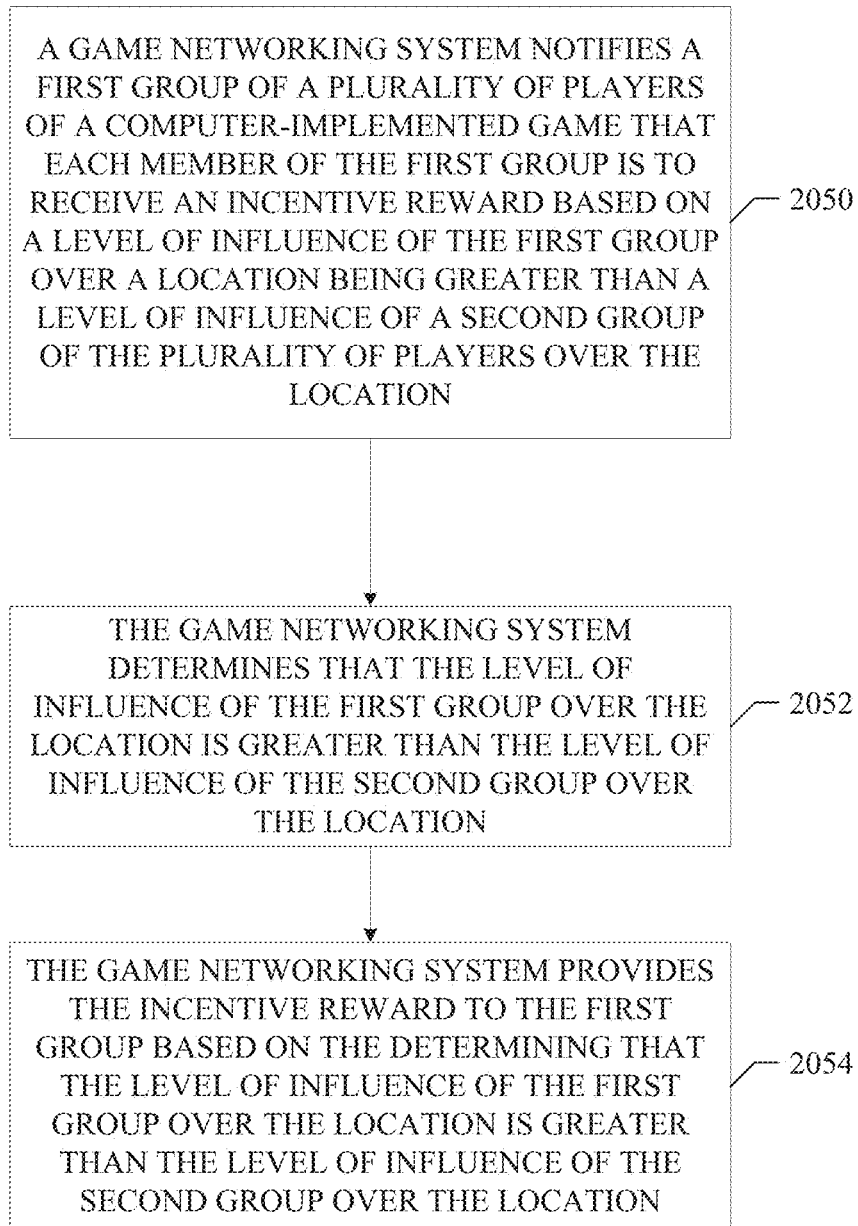 A GAME NETWORKING SYSTEM NOTIFIES A
FIRST GROUP OF A PLURALITY OF PLAYERS
OF A COMPUTER-IMPLEMENTED GAME THAT
EACH MEMBER OF THE FIRST GROUP IS TO
RECEIVE AN INCENTIVE REWARD BASED ON
A LEVEL OF INFLUENCE OF THE FIRST GROUP
OVER A LOCATION BEING GREATER THAN A
LEVEL OF INFLUENCE OF A SECOND GROUP
OF THE PLURALITY OF PLAYERS OVER THE
LOCATION
2050
THE GAME NETWORKING SYSTEM
DETERMINES THAT THE LEVEL OF
INFLUENCE OF THE FIRST GROUP OVER THE
LOCATION IS GREATER THAN THE LEVEL OF
INFLUENCE OF THE SECOND GROUP OVER
THE LOCATION
2052
THE GAME NETWORKING SYSTEM PROVIDES
THE INCENTIVE REWARD TO THE FIRST
GROUP BASED ON THE DETERMINING THAT
THE LEVEL OF INFLUENCE OF THE FIRST
GROUP OVER THE LOCATION IS GREATER
THAN THE LEVEL OF INFLUENCE OF THE
SECOND GROUP OVER THE LOCATION
2054